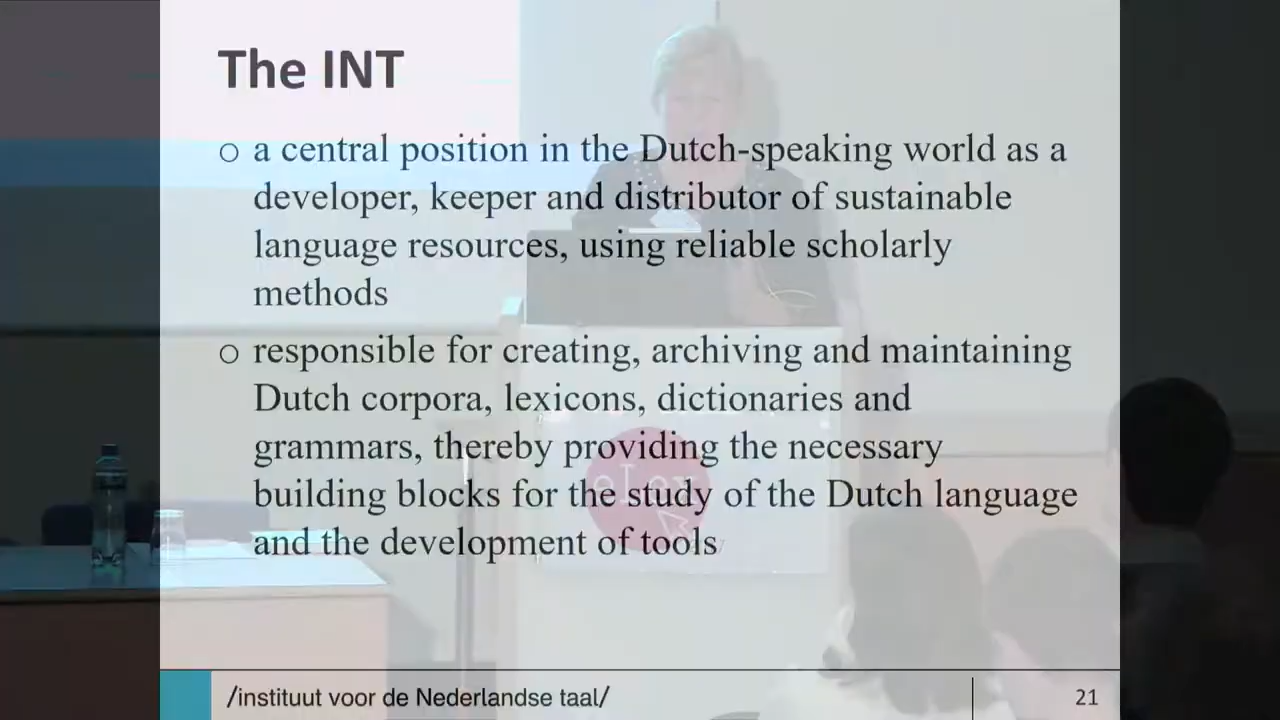 The INT
o a central position in the Dutch-speaking world as a
developer, keeper and distributor of sustainable
language resources, using reliable scholarly
methods
o responsible for creating, archiving and maintaining
Dutch corpora, lexicons, dictionaries and
grammars, thereby providing the necessary
building blocks for the study of the Dutch language
and the development of tools
eLex
/instituut voor de Nederlandse taal/
21